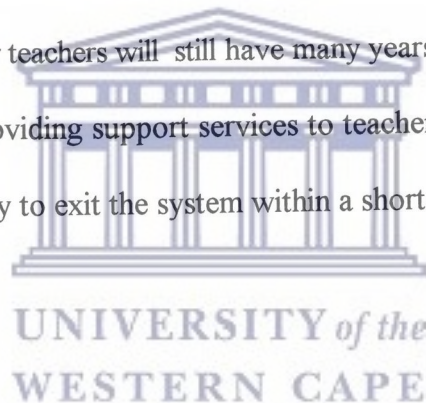 teachers will still have many years
oviding support services to teacher
y to exit the system within a short
UNIVERSITY of the
WESTERN CAPE